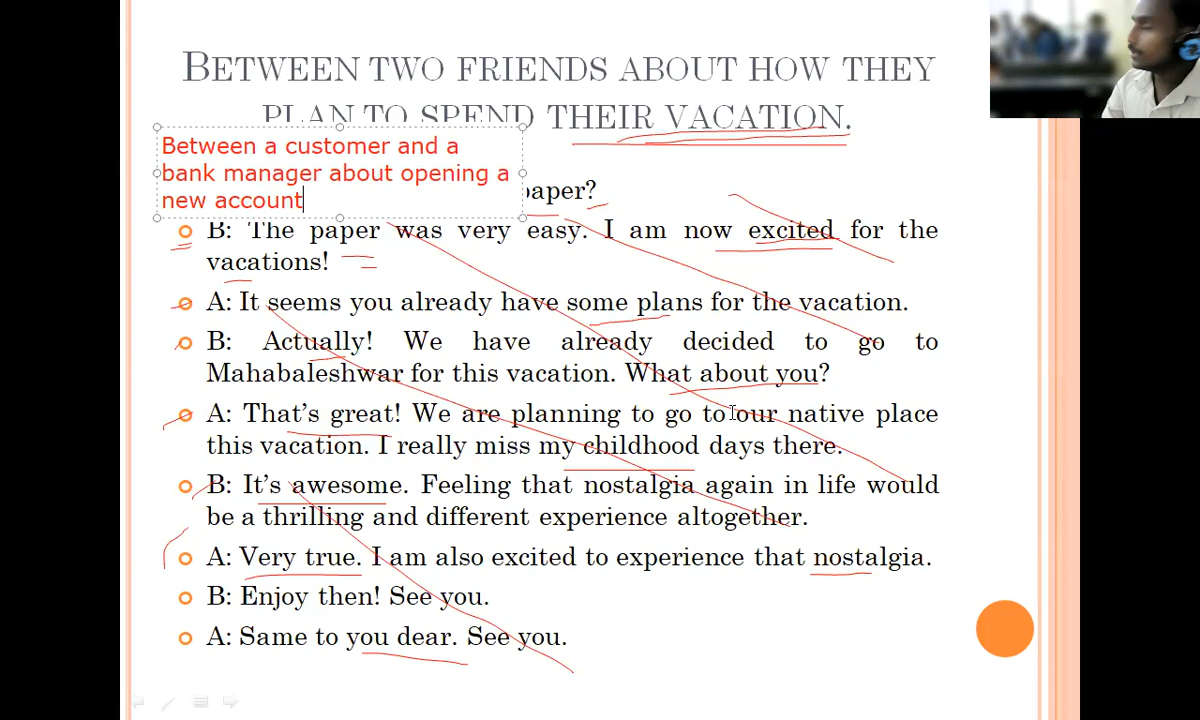 BETWEEN TWO FRIENDS ABOUT HOW THEY
PLAN TO SPEND THEIR VACATION.
Between a customer and a
bank manager about opening a
new account
paper?
B: The paper was very easy. I am now excited for the
vacations!
A: It seems you already have some plans for the vacation.
B: Actually! We have already decided to go to
Mahabaleshwar for this vacation. What about you?
A: That's great! We are planning to go to our native place
this vacation. I really miss my childhood days there.
B: It's awesome. Feeling that nostalgia again in life would
be a thrilling and different experience altogether.
A: Very true. I am also excited to experience that nostalgia.
B: Enjoy then! See you.
A: Same to you dear. See you.